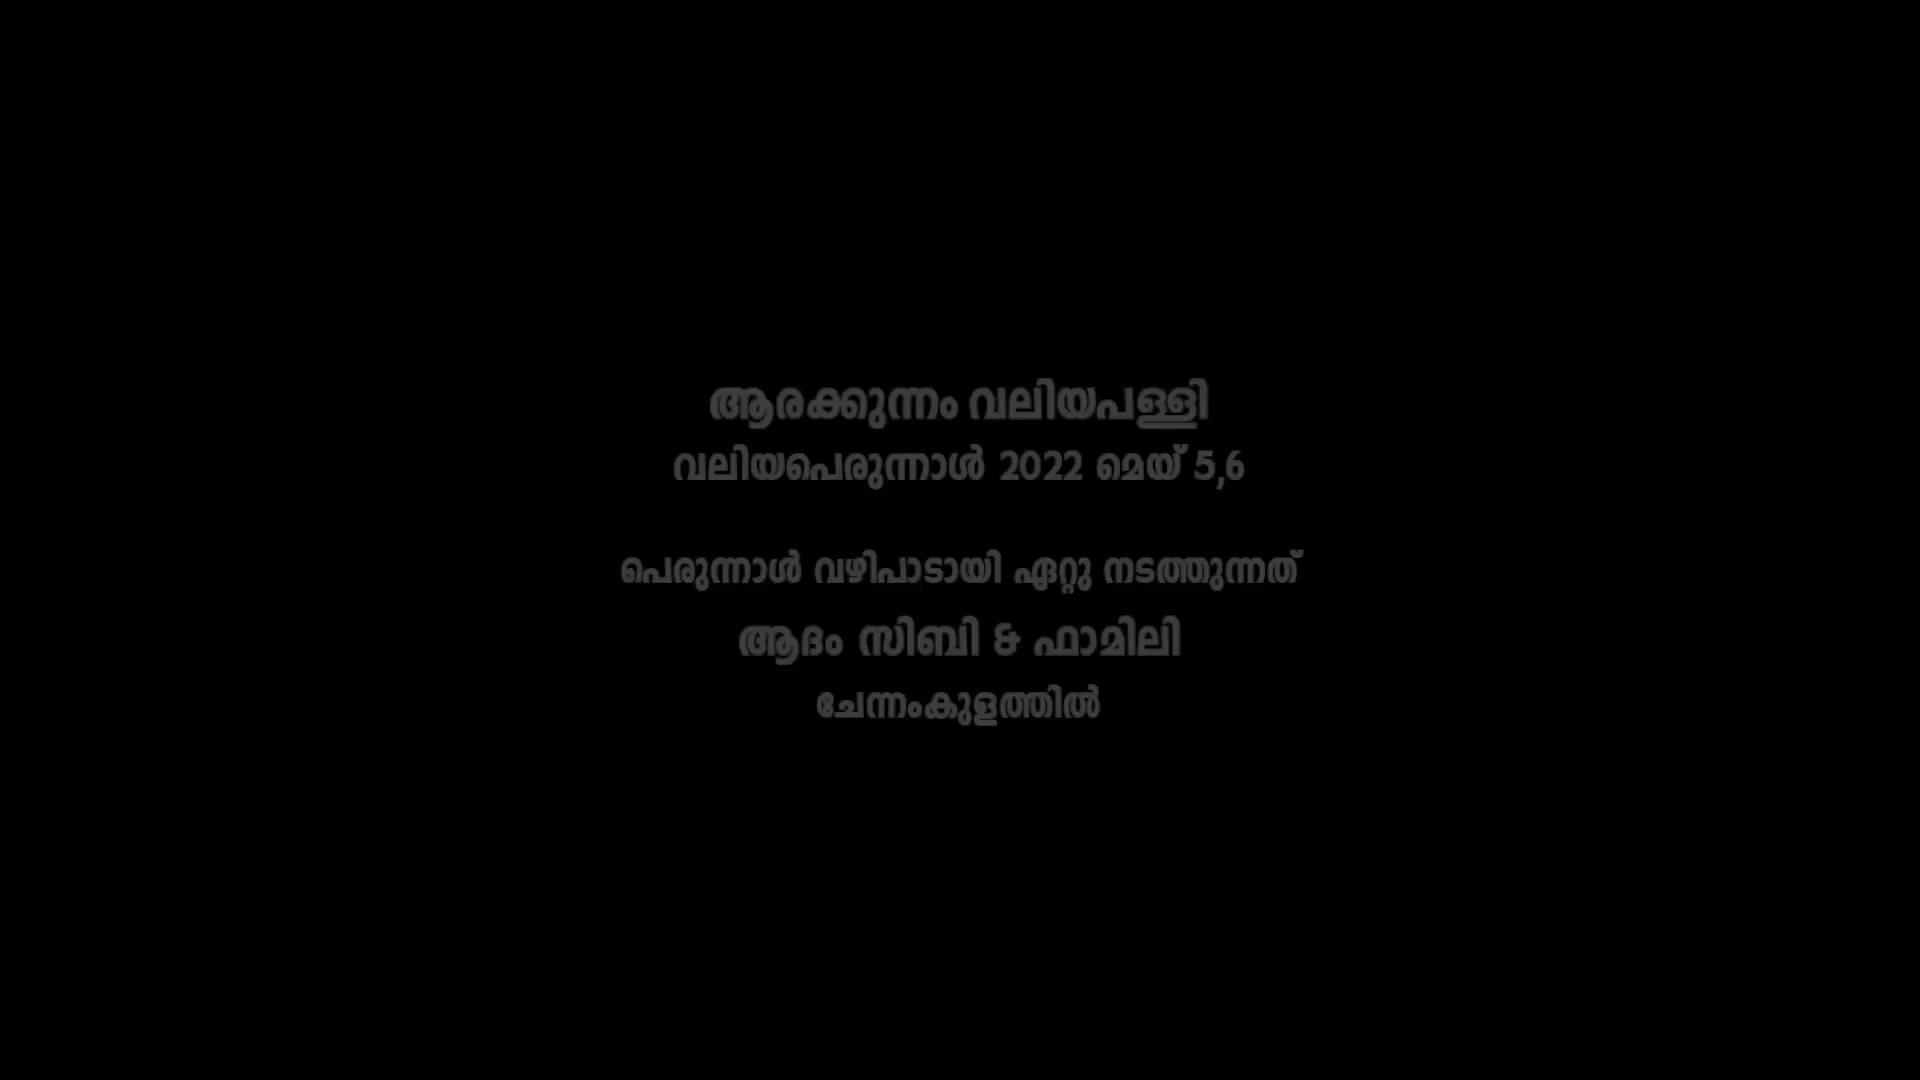 ആരക്കുന്നം വലിയപള്ളി
വലിയപെരുന്നാൾ 2022 മെയ് 5,6
പെരുന്നാൾ വഴിപാടായി ഏറ്റു നടത്തുന്നത്
ആദം സിബി & ഫാമിലി
ചേന്നംകുളത്തിൽ